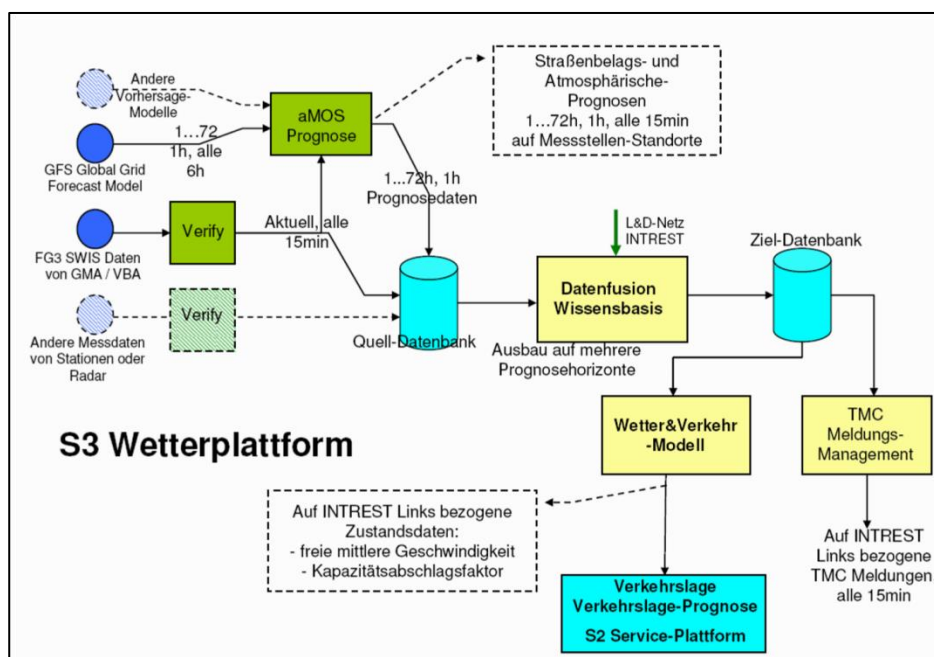 Andere
Vorhersage-
Modelle
aMOS
Prognose
Straßenbelags- und
Atmosphärische-
Prognosen
1…72h, 1h, alle 15min
auf Messstellen-Standorte
1…72
1h, alle
6h
GFS Global Grid
Forecast Model
1...72h, 1h
Prognosedaten
Verify
Aktuell, alle
15min
FG3 SWIS Daten
von GMA / VBA
L&D-Netz
INTREST
Ziel-Datenbank
Datenfusion
Wissensbasis
Verify
Quell-Datenbank
Ausbau auf mehrere
Prognosehorizonte
Andere Messdaten
von Stationen oder
Radar
S3 Wetterplattform
Wetter&Verkehr
-Modell
TMC
Meldungs-
Management
Auf INTREST Links bezogene
Zustandsdaten:
- freie mittlere Geschwindigkeit
- Kapazitätsabschlagsfaktor
Auf INTREST
Links bezogene
TMC Meldungen
alle 15min
Verkehrslage
Verkehrslage-Prognose
S2 Service-Plattform